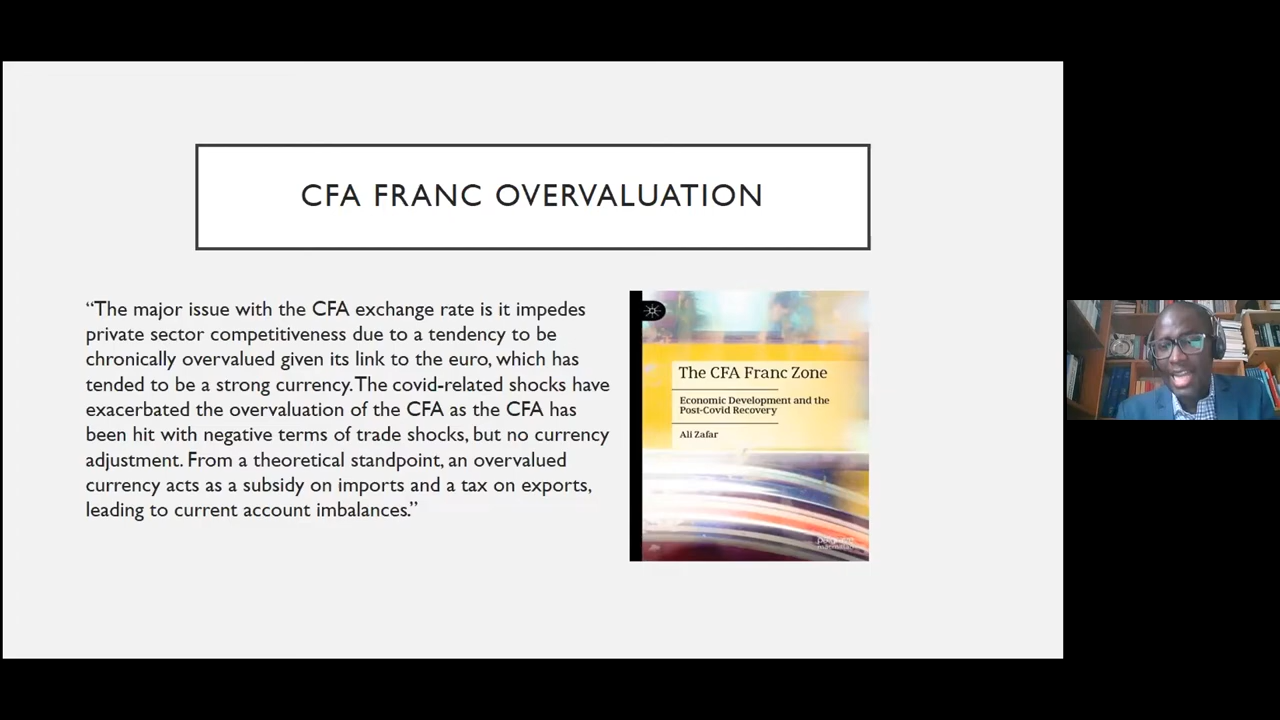 CFA FRANC OVERVALUATION
“The major issue with the CFA exchange rate is it impedes
private sector competitiveness due to a tendency to be
chronically overvalued given its link to the euro, which has
tended to be a strong currency. The covid-related shocks have
exacerbated the overvaluation of the CFA as the CFA has
been hit with negative terms of trade shocks, but no currency
adjustment. From a theoretical standpoint, an overvalued
currency acts as a subsidy on imports and a tax on exports,
leading to current account imbalances.”
The CFA Franc Zone
Economic Development and the
Post-Covid Recovery
Ali Zafar
palgrave
macmillan